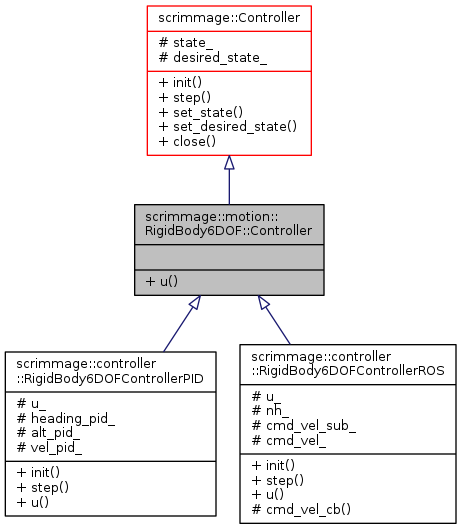 scrimmage::Controller
# state_
# desired_state_
+ init()
+ step()
+ set_state()
+ set_desired_state()
+ close()
scrimmage::motion::
RigidBody6DOF::Controller
+ u()
scrimmage::controller
::RigidBody6DOFControllerPID
# u_
# heading_pid_
# alt_pid_
# vel_pid_
+ init()
+ step()
+ u()
scrimmage::controller
::RigidBody6DOFControllerROS
# u_
# nh_
# cmd_vel_sub_
# cmd_vel_
+ init()
+ step()
+ u()
# cmd_vel_cb()